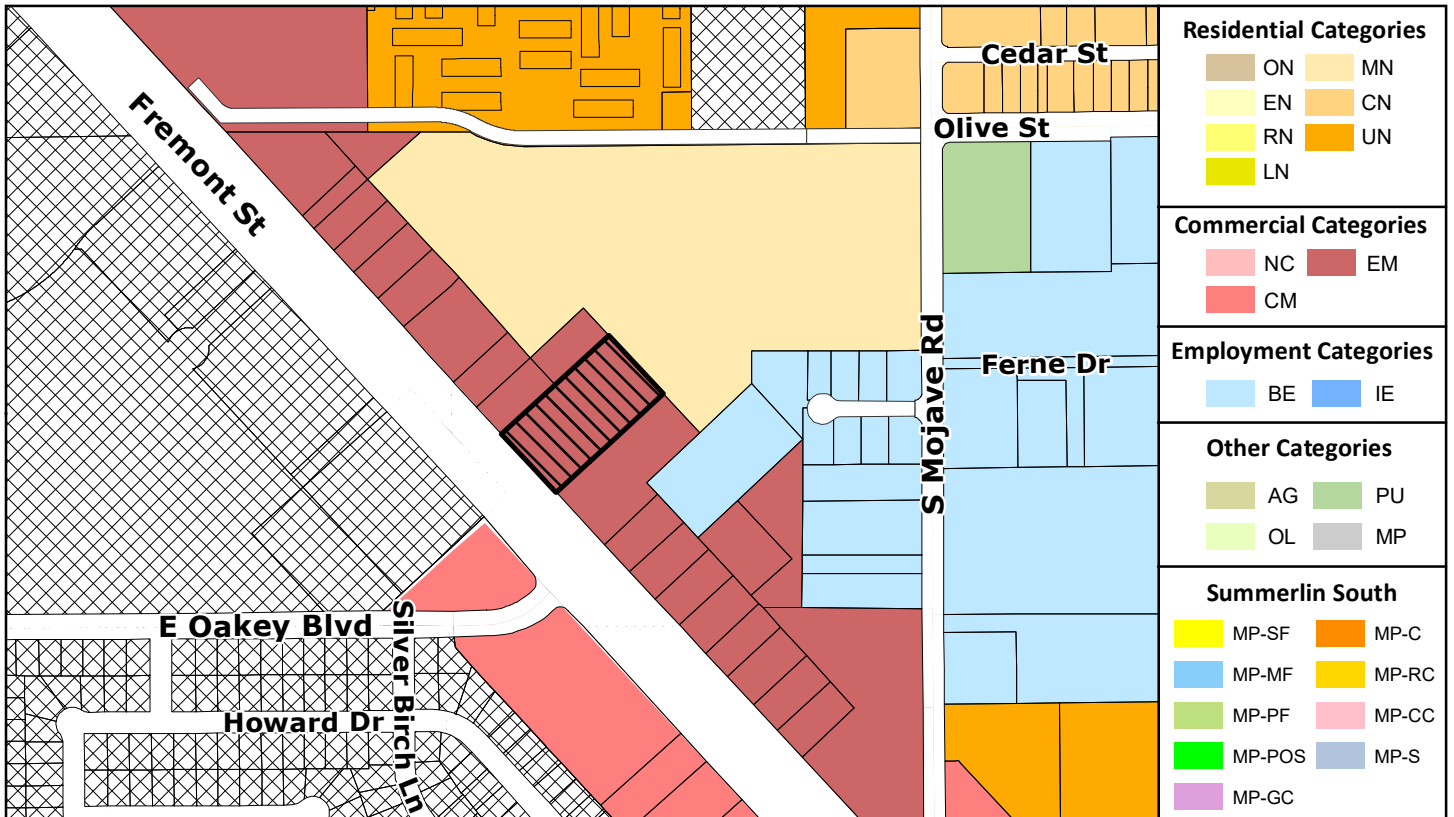 Cedar St
Olive St
Fremont St
S Mojave Rd
Ferne Dr
E Oakey Blvd
Silver Birch Ln
Howard Dr
Residential Categories
ON MN
EN CN
RN UN
LN
Commercial Categories
NC EM
CM
Employment Categories
BE IE
Other Categories
AG PU
OL MP
Summerlin South
MP-SF MP-C
MP-MF MP-RC
MP-PF MP-CC
MP-POS MP-S
MP-GC